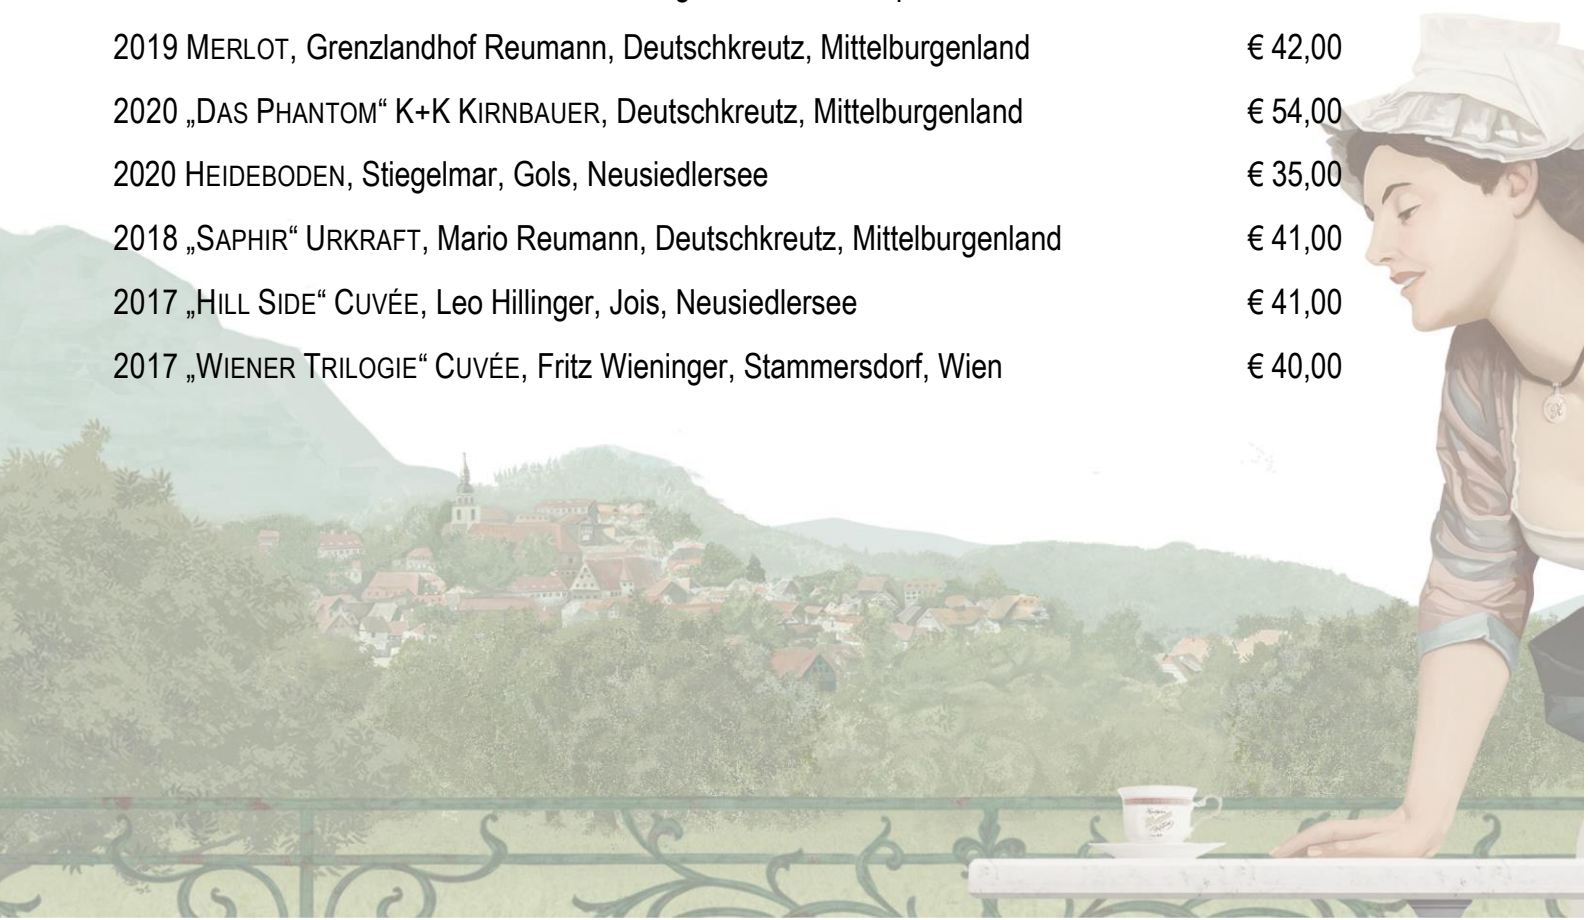 2019 MERLOT, Grenzlandhof Reumann, Deutschkreutz, Mittelburgenland € 42,00
2020 „DAS PHANTOM“ K+K KIRNBAUER, Deutschkreutz, Mittelburgenland € 54,00
2020 HEIDEBODEN, Stiegelmar, Gols, Neusiedlersee € 35,00
2018 „SAPHIR“ URKRAFT, Mario Reumann, Deutschkreutz, Mittelburgenland € 41,00
2017 „HILL SIDE“ CUVÉE, Leo Hillinger, Jois, Neusiedlersee € 41,00
2017 „WIENER TRILOGIE“ CUVÉE, Fritz Wieninger, Stammersdorf, Wien € 40,00